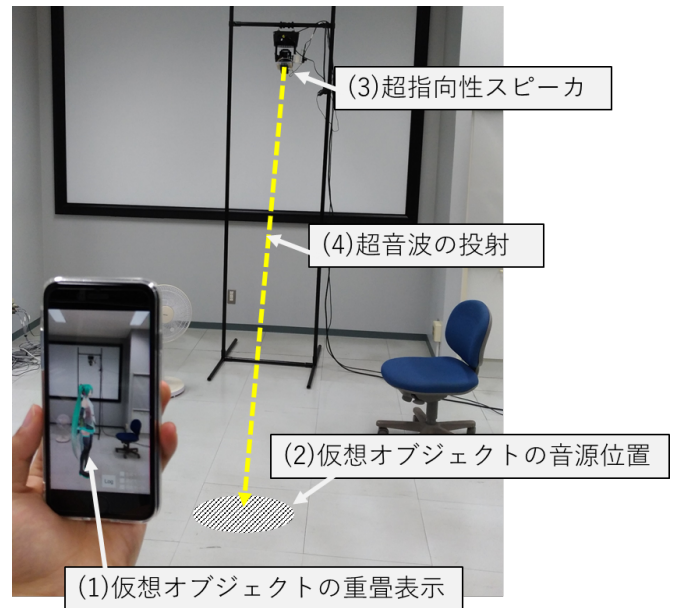 (3)超指向性スピーカ
(4)超音波の投射
(2)仮想オブジェクトの音源位置
(1)仮想オブジェクトの重畳表示